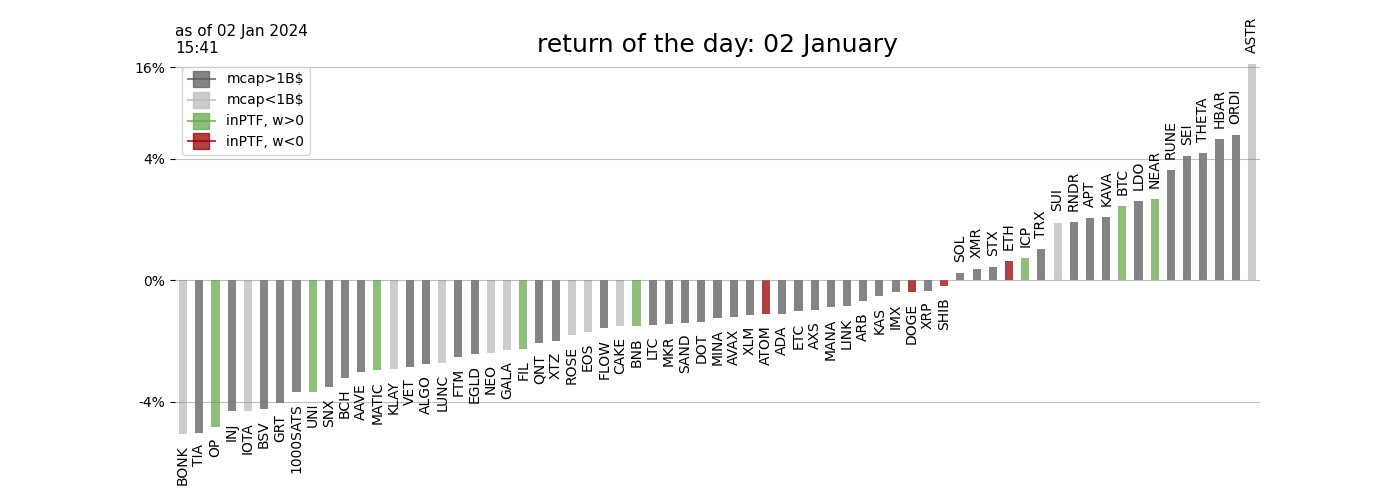 as of 02 Jan 2024
15:41
return of the day: 02 January
16%
4%
0%
-4%
mcap>1B$
mcap<1B$
inPTF, w>0
inPTF, w<0
BONK
TIA
OP
INJ
IOTA
BSV
GRT
1000SATS
UNI
SNX
BCH
AAVE
MATIC
KLAY
VET
ALGO
LUNC
FTM
EGLD
NEO
GALA
FIL
QNT
XTZ
ROSE
EOS
FLOW
CAKE
BNB
LTC
MKR
SAND
DOT
MINA
AVAX
XLM
ATOM
ADA
ETC
AXS
MANA
LINK
ARB
KAS
IMX
DOGE
XRP
SHIB
SOL
XMR
STX
ETH
ICP
TRX
SUI
RNDR
APT
KAVA
BTC
LDO
NEAR
RUNE
SEI
THETA
HBAR
ORDI
ASTR